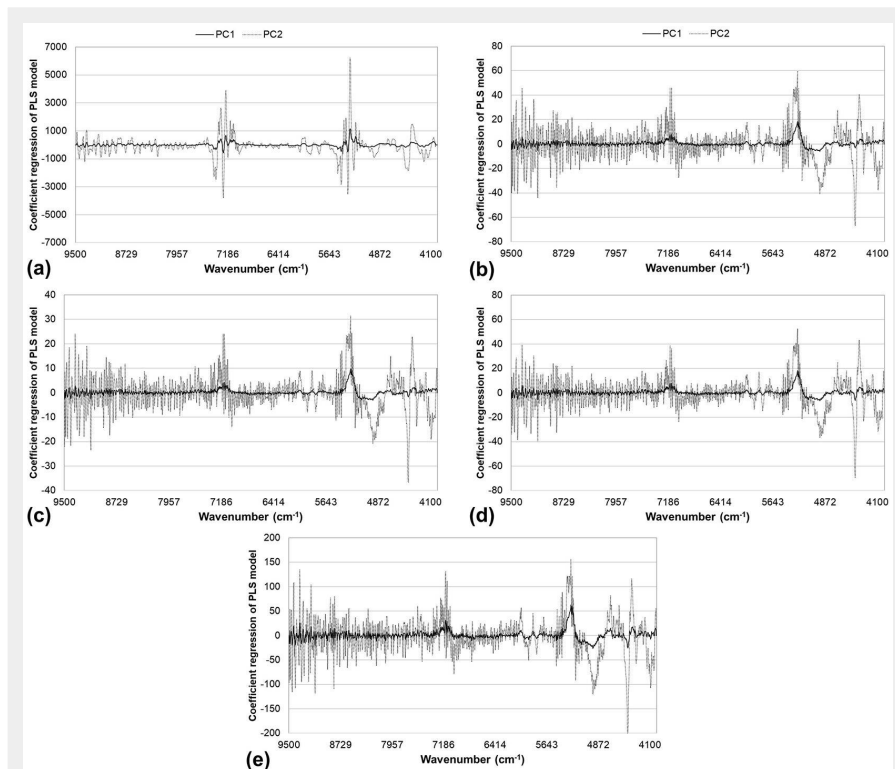 PC1 PC2
7000
5000
3000
1000
-1000
-3000
-5000
-7000
Coefficient regression of PLS model
9500 8729 7957 7186 6414 5643 4872 4100
Wavenumber (cm-1)
(a)
PC1 PC2
80
60
40
20
0
-20
-40
-60
-80
Coefficient regression of PLS model
9500 8729 7957 7186 6414 5643 4872 4100
Wavenumber (cm-1)
(b)
40
30
20
10
0
-10
-20
-30
-40
Coefficient regression of PLS model
9500 8729 7957 7186 6414 5643 4872 4100
Wavenumber (cm-1)
(c)
80
60
40
20
0
-20
-40
-60
-80
Coefficient regression of PLS model
9500 8729 7957 7186 6414 5643 4872 4100
Wavenumber (cm-1)
(d)
200
150
100
50
0
-50
-100
-150
-200
Coefficient regression of PLS model
9500 8729 7957 7186 6414 5643 4872 4100
Wavenumber (cm-1)
(e)